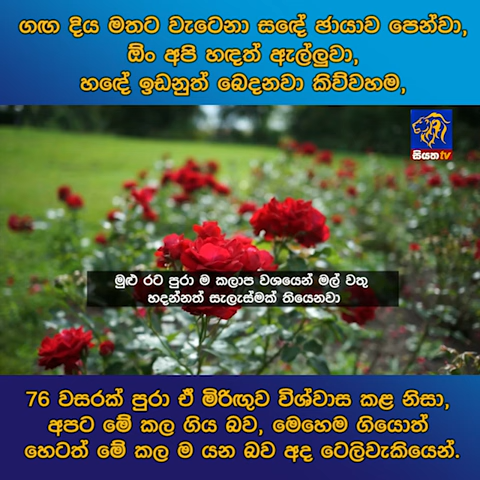 ගඟ දිය මතට වැටෙනා සඳේ ඡායාව පෙන්වා,
ඕං අපි හඳත් ඇල්ලුවා,
හඳේ ඉඩනුත් බෙදනවා කිව්වහම,
සියත tv
මුළු රට පුරා ම කලාප වශයෙන් මල් වතු
හදන්නත් සැලැස්මක් තියෙනවා
76 වසරක් පුරා ඒ මිරිඟුව විශ්වාස කළ නිසා,
අපට මේ කල ගිය බව, මෙහෙම ගියොත්
හෙටත් මේ කල ම යන බව අද ටෙලිවැකියෙන්.